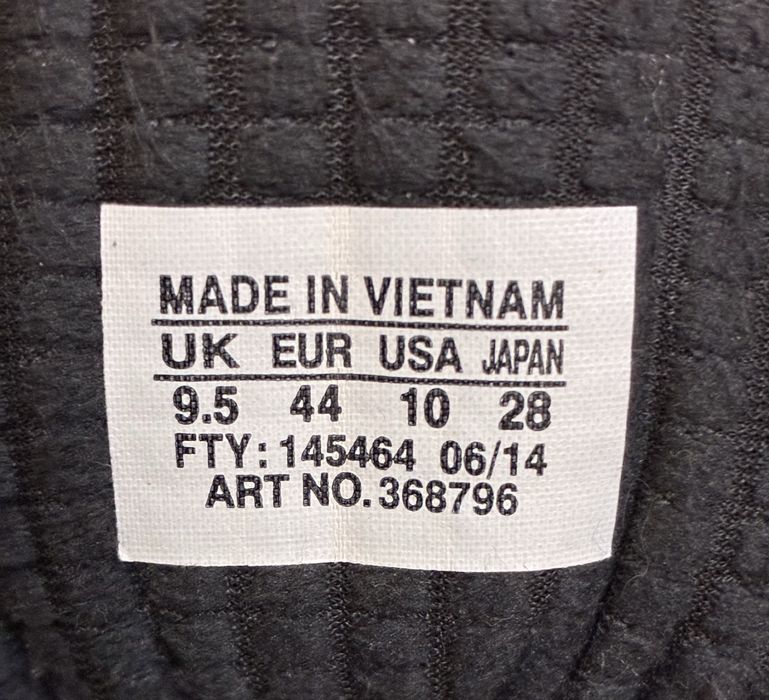 MADE IN VIETNAM
UK EUR USA JAPAN
9.5 44 10 28
FTY: 145464 06/14
ART NO. 368796